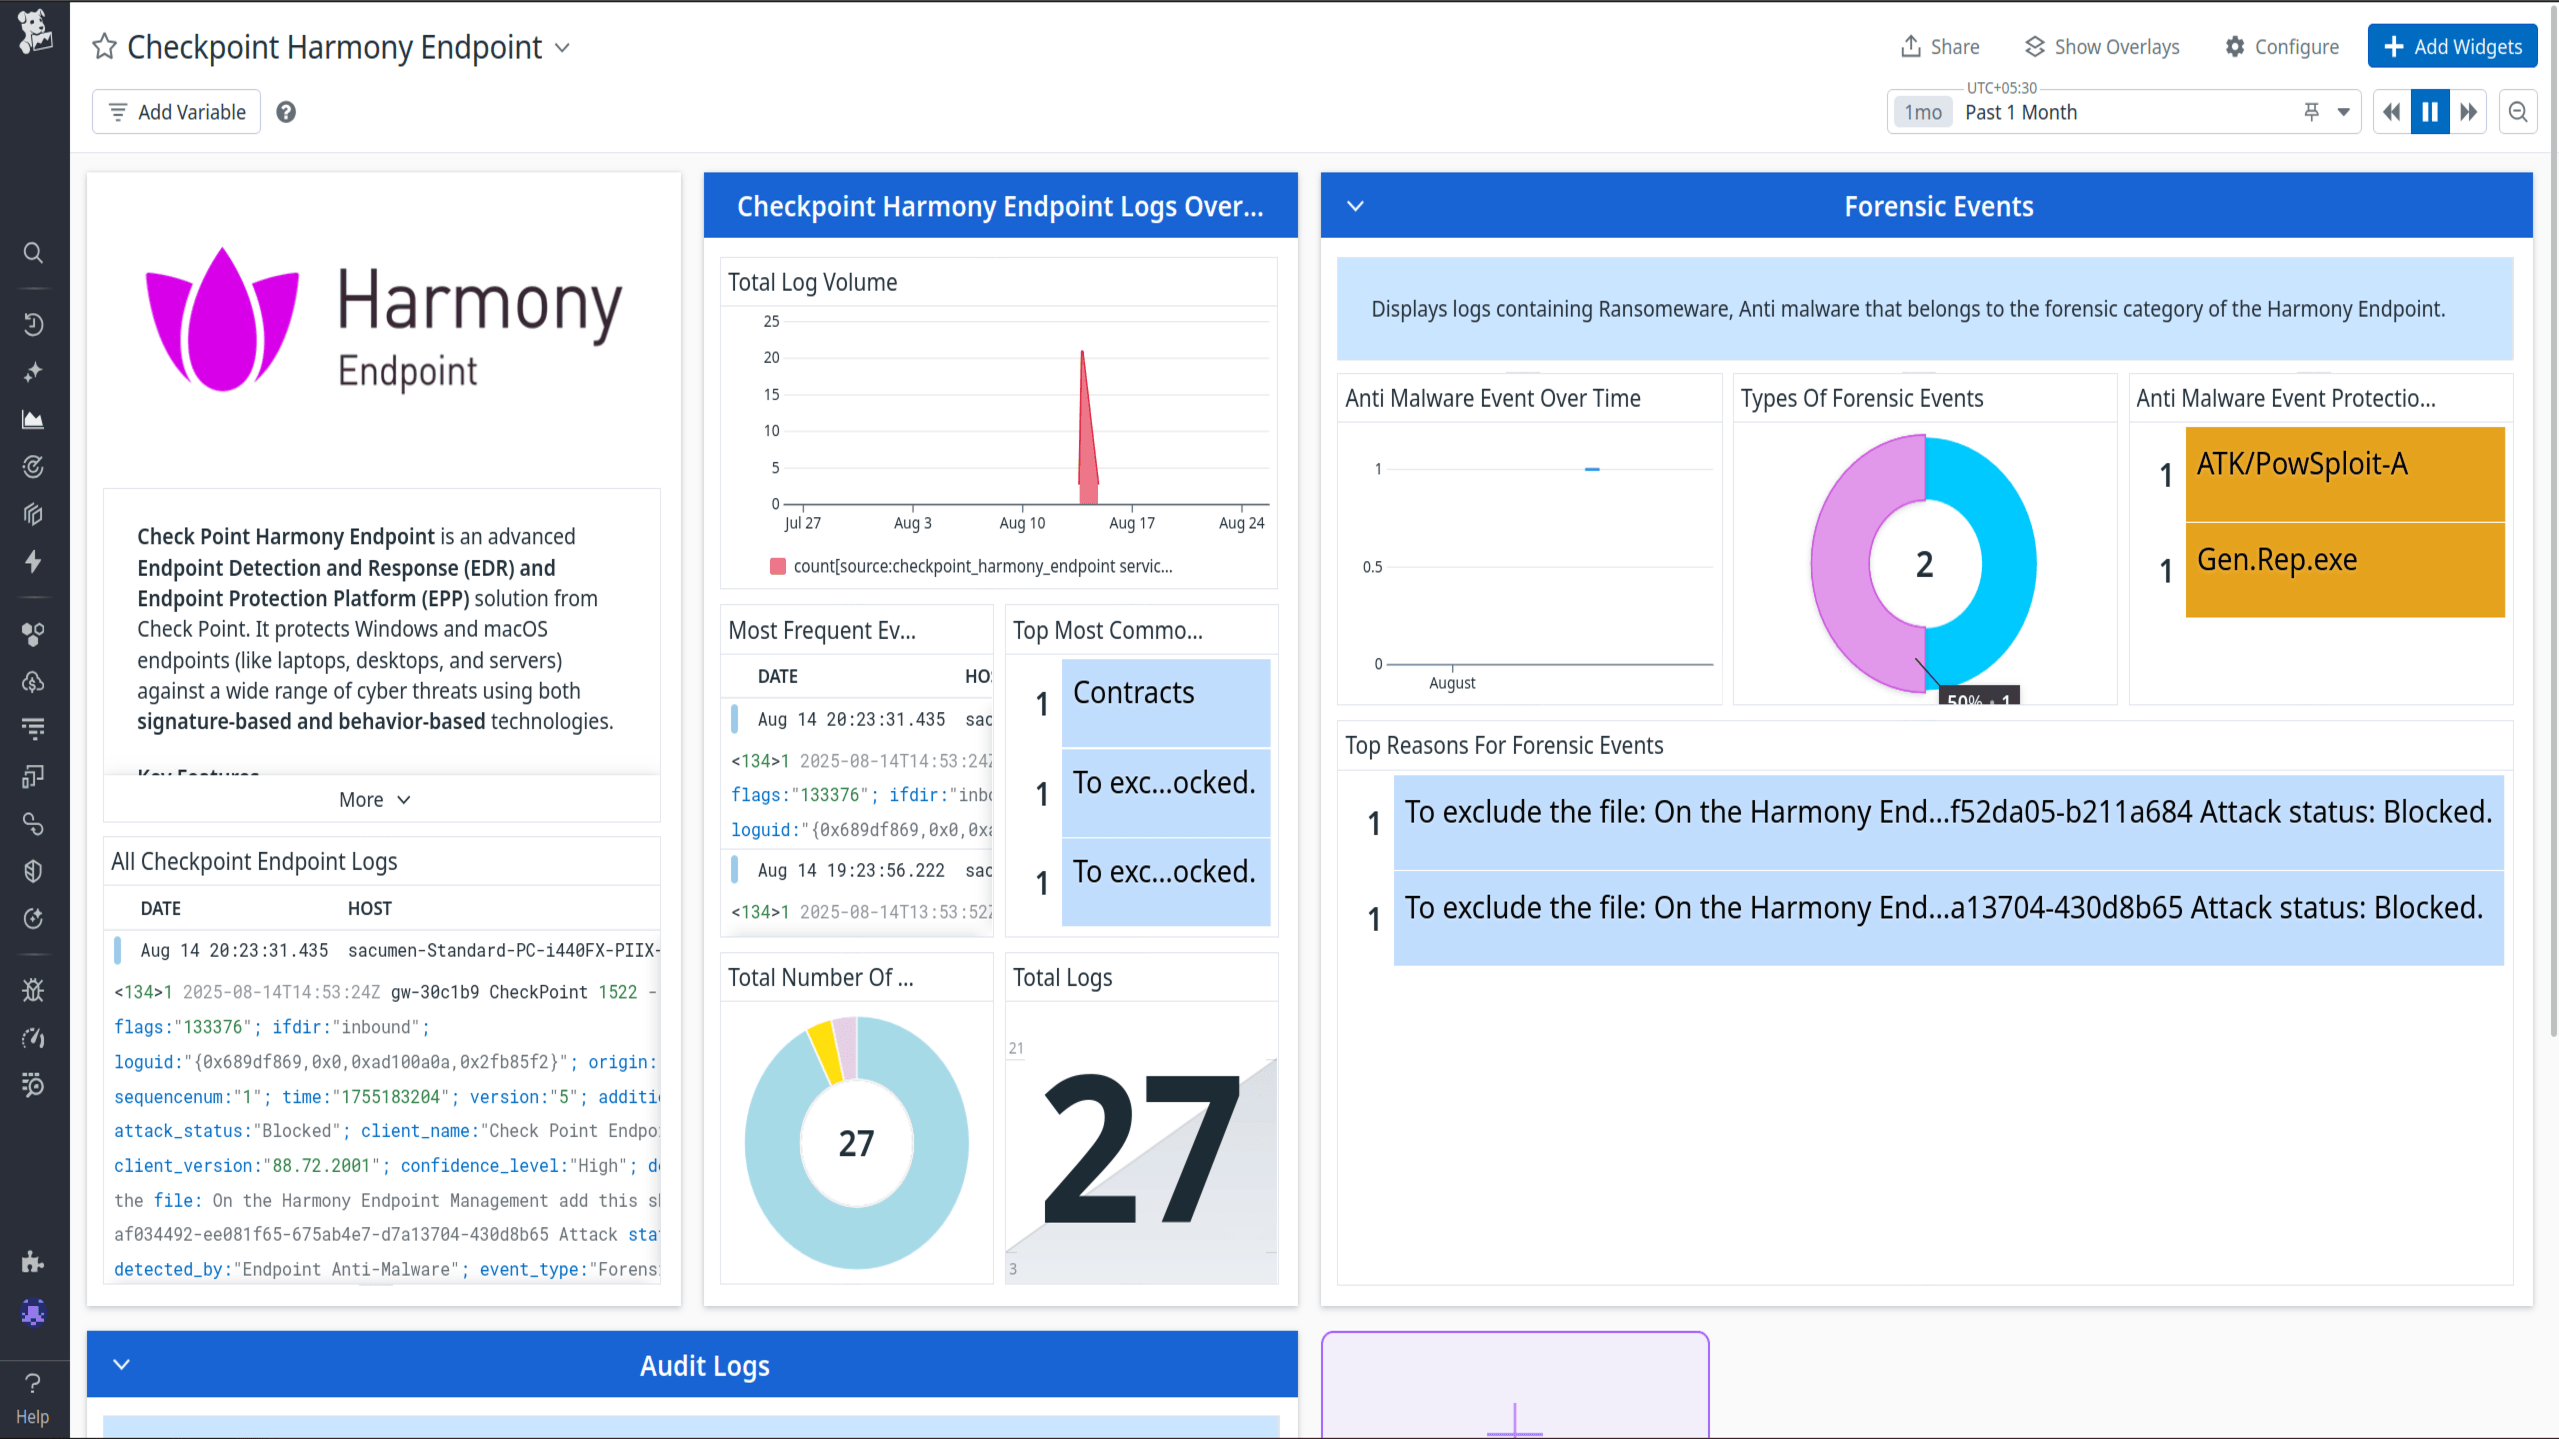 Checkpoint Harmony Endpoint
Share
Show Overlays
Configure
Add Widgets
Add Variable
UTC+05:30
1mo
Past 1 Month
Harmony
Endpoint
Check Point Harmony Endpoint is an advanced
Endpoint Detection and Response (EDR) and
Endpoint Protection Platform (EPP) solution from
Check Point. It protects Windows and macOS
endpoints (like laptops, desktops, and servers)
against a wide range of cyber threats using both
signature-based and behavior-based technologies.
Key Features
More
All Checkpoint Endpoint Logs
DATE HOST
Aug 14 20:23:31.435 sacumen-Standard-PC-i440FX-PIIX-
<134>1 2025-08-14T14:53:24Z gw-30c1b9 CheckPoint 1522 -
flags:"133376"; ifdir:"inbound";
loguid:"{0x689df869,0x0,0xad100a0a,0x2fb85f2}"; origin:
sequencenum:"1"; time:"1755183204"; version:"5"; additi
attack_status:"Blocked"; client_name:"Check Point Endpo
client_version:"88.72.2001"; confidence_level:"High"; d
the file: On the Harmony Endpoint Management add this s
af034492-ee081f65-675ab4e7-d7a13704-430d8b65 Attack sta
detected_by:"Endpoint Anti-Malware"; event_type:"Forens
Checkpoint Harmony Endpoint Logs Over...
Total Log Volume
25
20
15
10
5
0
Jul 27 Aug 3 Aug 10 Aug 17 Aug 24
count[source:checkpoint_harmony_endpoint servic...
Most Frequent Ev...
DATE HO
Aug 14 20:23:31.435 sac
<134>1 2025-08-14T14:53:24Z
flags:"133376"; ifdir:"inbo
loguid:"{0x689df869,0x0,0xa
Aug 14 19:23:56.222 sac
<134>1 2025-08-14T13:53:52Z
Top Most Commo...
1 Contracts
1 To exc...ocked.
1 To exc...ocked.
Total Number Of ...
27
Total Logs
21
27
3
Forensic Events
Displays logs containing Ransomeware, Anti malware that belongs to the forensic category of the Harmony Endpoint.
Anti Malware Event Over Time
1
0.5
0
August
Types Of Forensic Events
2
50% · 1
Anti Malware Event Protectio...
1 ATK/PowSploit-A
1 Gen.Rep.exe
Top Reasons For Forensic Events
1 To exclude the file: On the Harmony End...f52da05-b211a684 Attack status: Blocked.
1 To exclude the file: On the Harmony End...a13704-430d8b65 Attack status: Blocked.
Audit Logs
Help